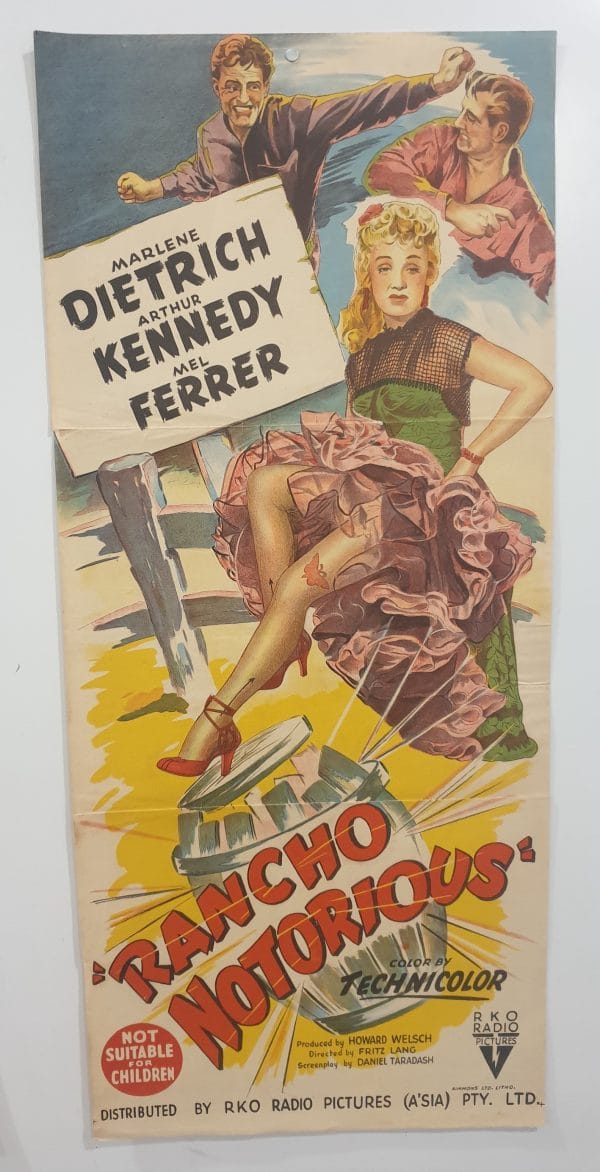 MARLENE
DIETRICH
ARTHUR
KENNEDY
MEL
FERRER
"RANCHO
NOTORIOUS"
COLOR BY
TECHNICOLOR
NOT
SUITABLE
FOR
CHILDREN
Produced by HOWARD WELSCH
Directed by FRITZ LANG
Screenplay by DANIEL TARADASH
RKO
RADIO
PICTURES
SIMMONS LTD. LITHO.
DISTRIBUTED BY RKO RADIO PICTURES (A'SIA) PTY. LTD.